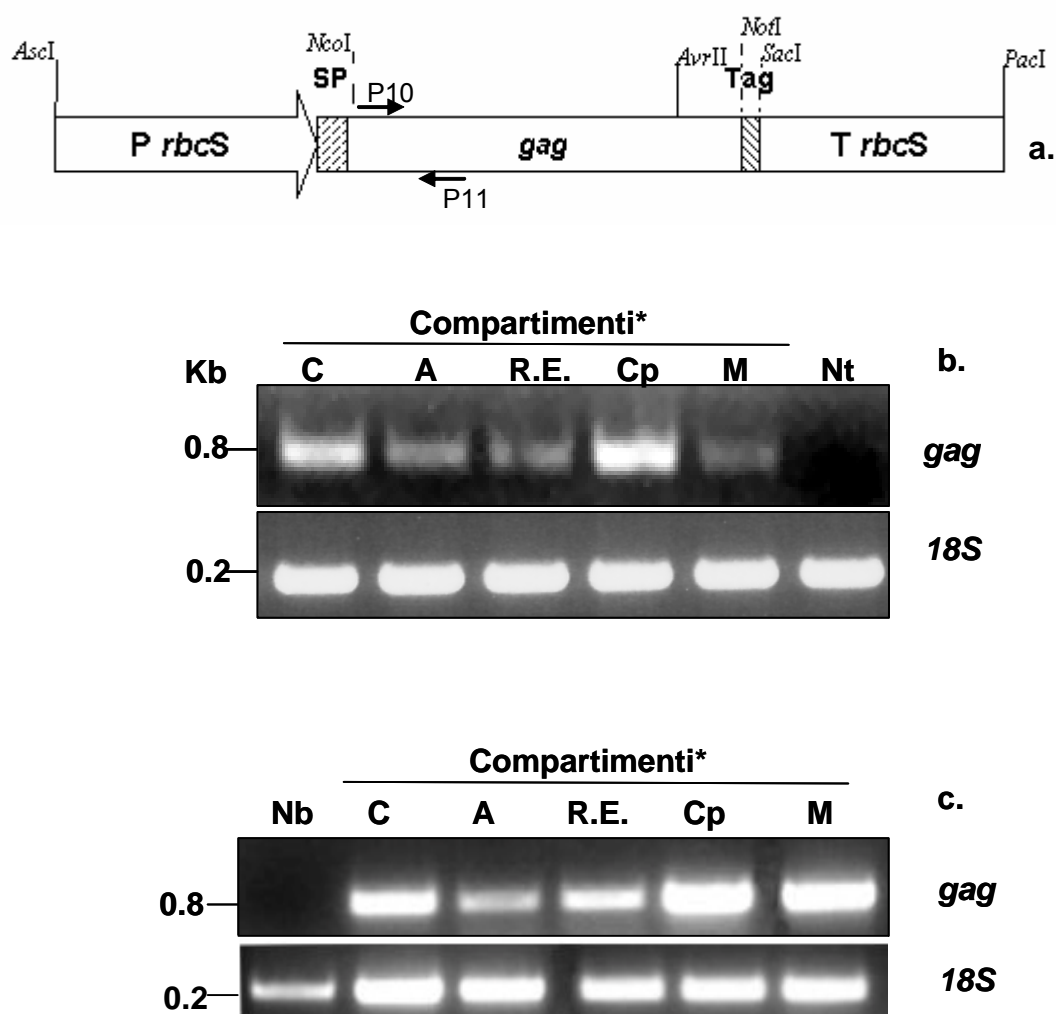 AscI NcoI AvrII NotI SacI PacI
SP Tag
P10
P rbcS gag T rbcS a.
P11
Compartimenti* b.
Kb C A R.E. Cp M Nt
0.8 gag
0.2 18S
Compartimenti* c.
Nb C A R.E. Cp M
0.8 gag
0.2 18S